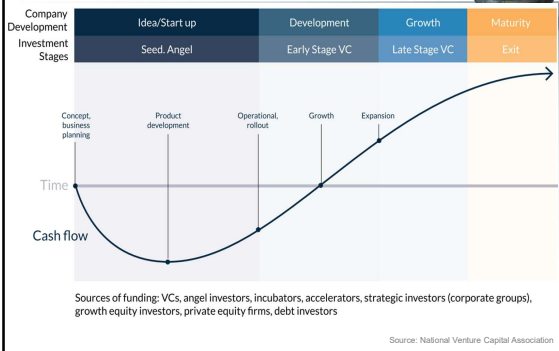 Company Development
Idea/Start up
Development
Growth
Maturity
Investment Stages
Seed. Angel
Early Stage VC
Late Stage VC
Exit
Concept, business planning
Product development
Operational, rollout
Growth
Expansion
Time
Cash flow
Sources of funding: VCs, angel investors, incubators, accelerators, strategic investors (corporate groups),
growth equity investors, private equity firms, debt investors
Source: National Venture Capital Association